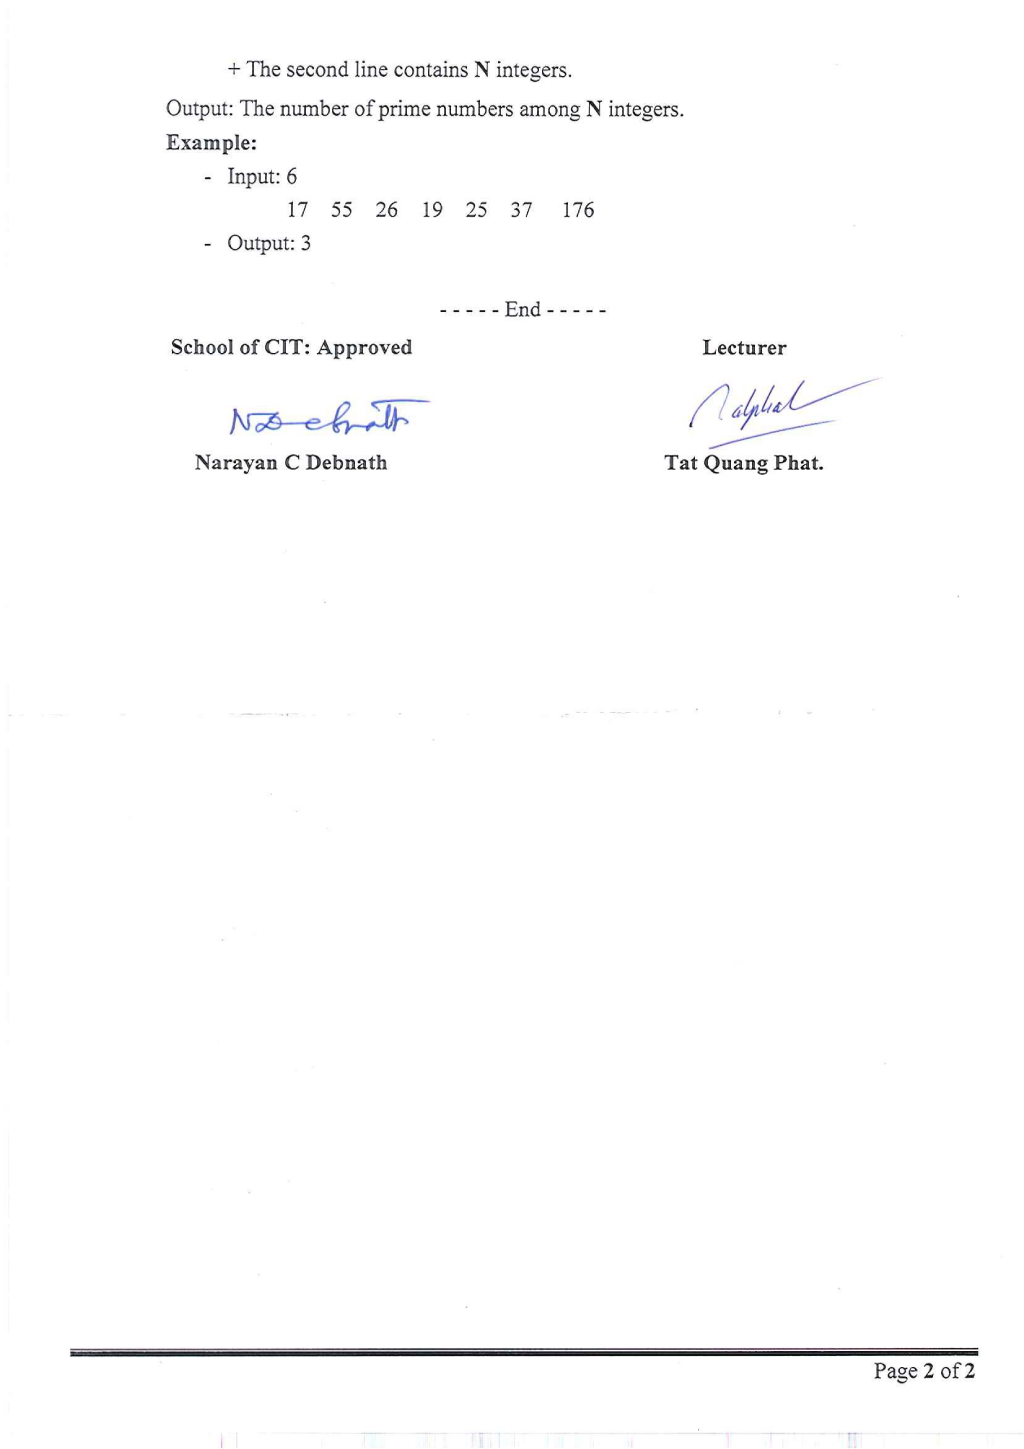 + The second line contains N integers.
Output: The number of prime numbers among N integers.
Example:
- Input: 6
17 55 26 19 25 37 176
- Output: 3
- - - - - End - - - - -
School of CIT: Approved Lecturer
Narayan C Debnath Tat Quang Phat.
Page 2 of 2